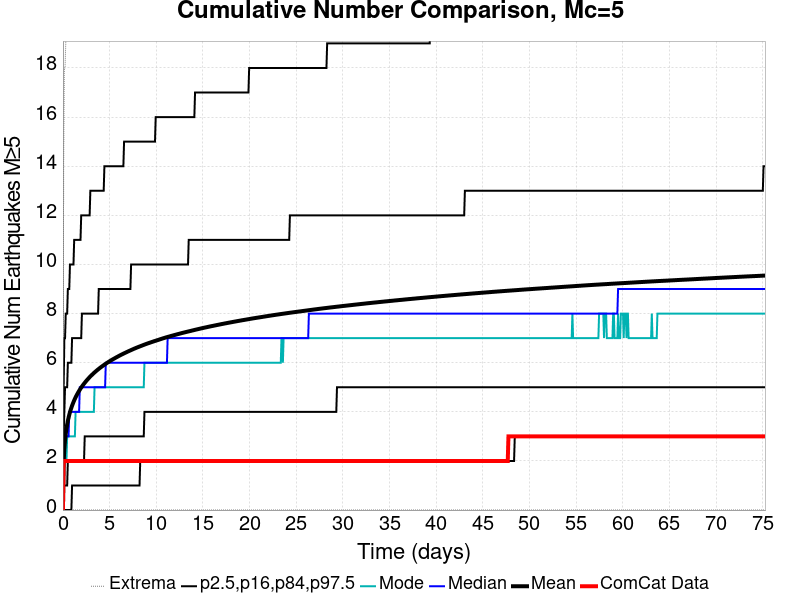 Cumulative Number Comparison, Mc=5
Cumulative Num Earthquakes M≥5
18
16
14
12
10
8
6
4
2
0
0 5 10 15 20 25 30 35 40 45 50 55 60 65 70 75
Time (days)
Extrema p2.5,p16,p84,p97.5 Mode Median Mean ComCat Data